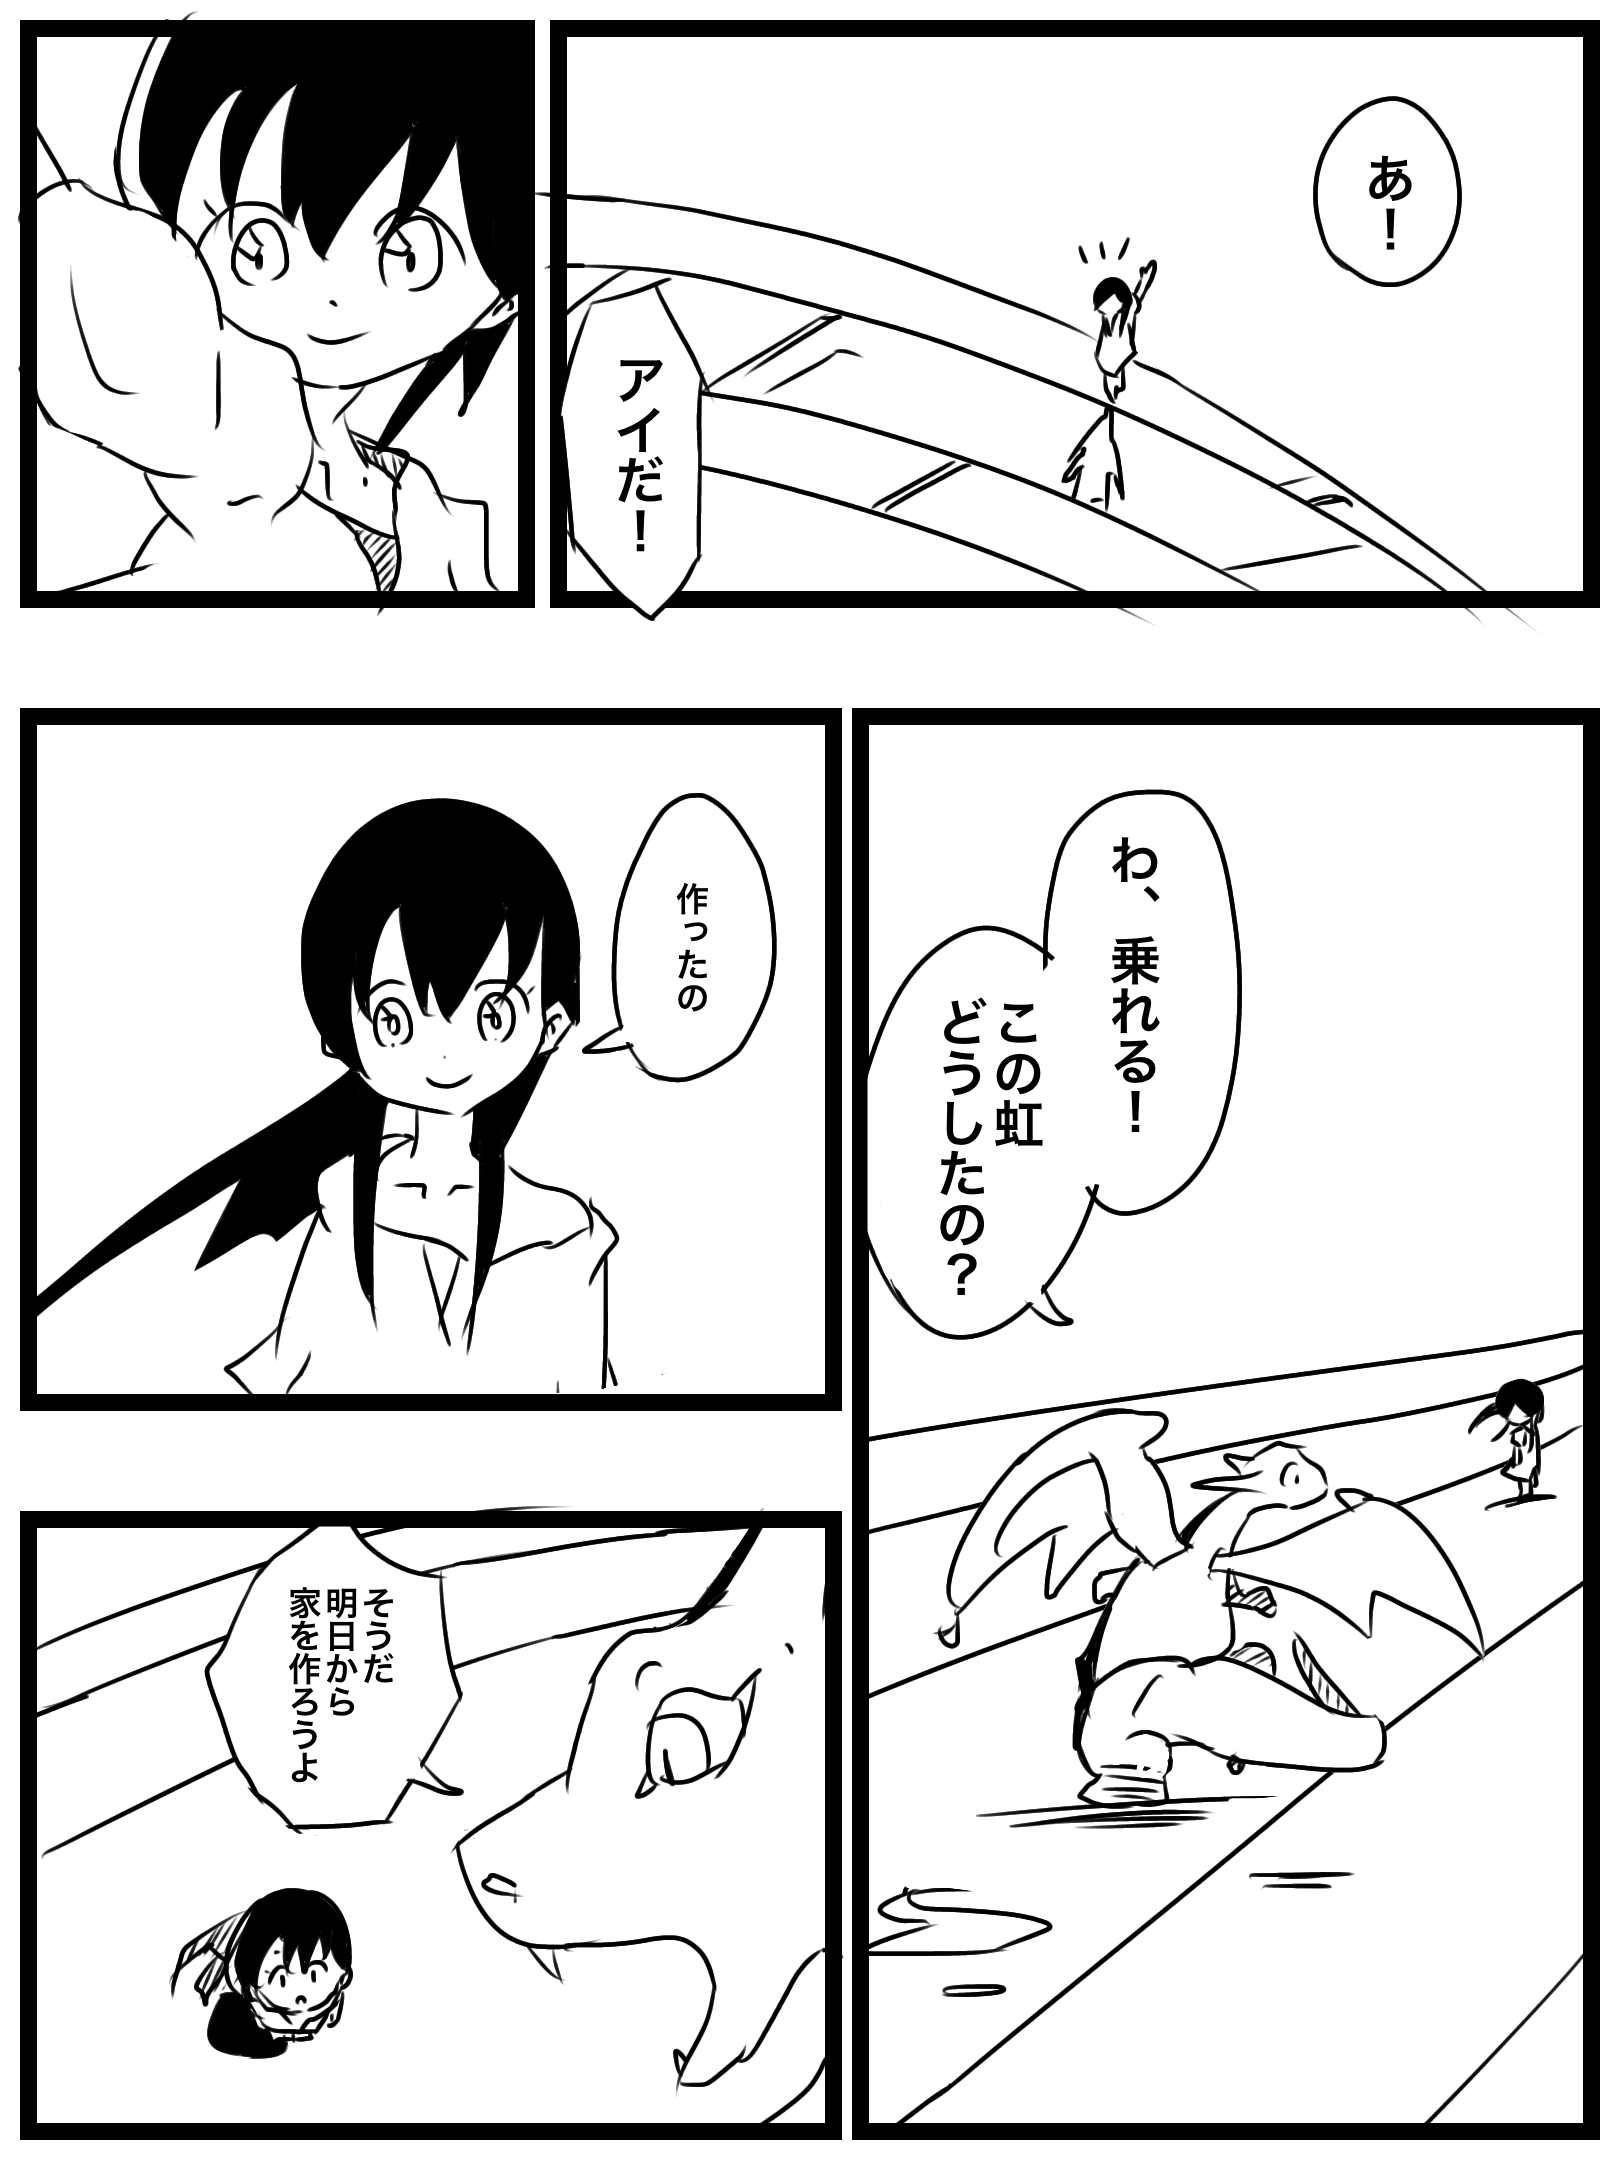 あ！
アイだ！
わ、乗れる！
この虹
どうしたの？
作ったの
そうだ
明日から
家を作ろうよ